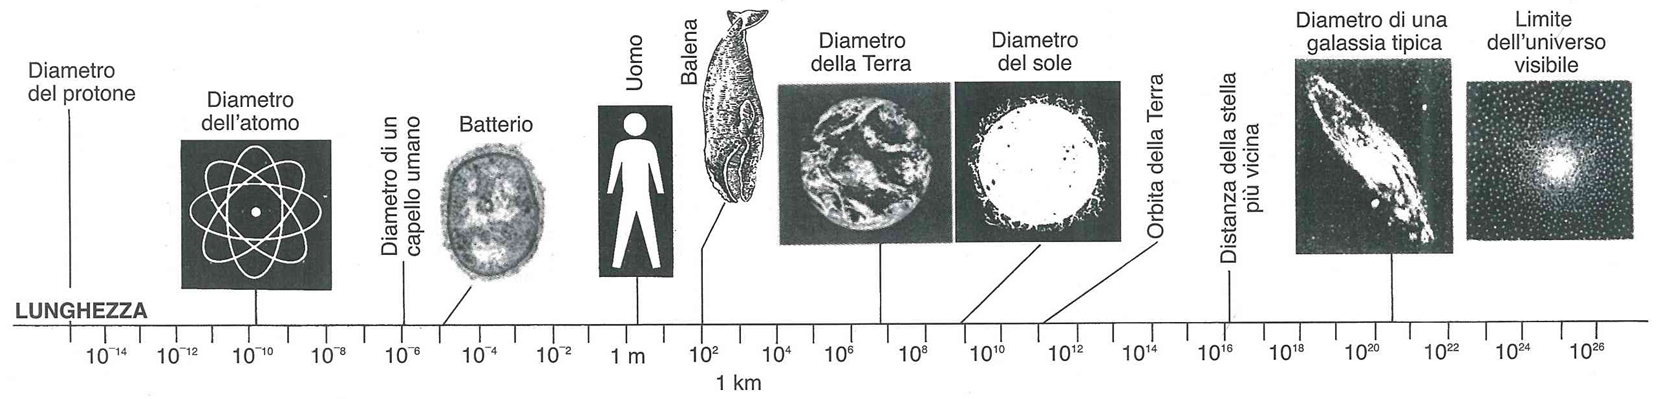 Diametro
del protone
Diametro
dell'atomo
Diametro di un
capello umano
Batterio
Uomo
Balena
Diametro
della Terra
Diametro
del sole
Orbita della Terra
Distanza della stella
più vicina
Diametro di una
galassia tipica
Limite
dell'universo
visibile
LUNGHEZZA
10⁻¹⁴ 10⁻¹² 10⁻¹⁰ 10⁻⁸ 10⁻⁶ 10⁻⁴ 10⁻² 1 m 10² 10⁴ 10⁶ 10⁸ 10¹⁰ 10¹² 10¹⁴ 10¹⁶ 10¹⁸ 10²⁰ 10²² 10²⁴ 10²⁶
1 km